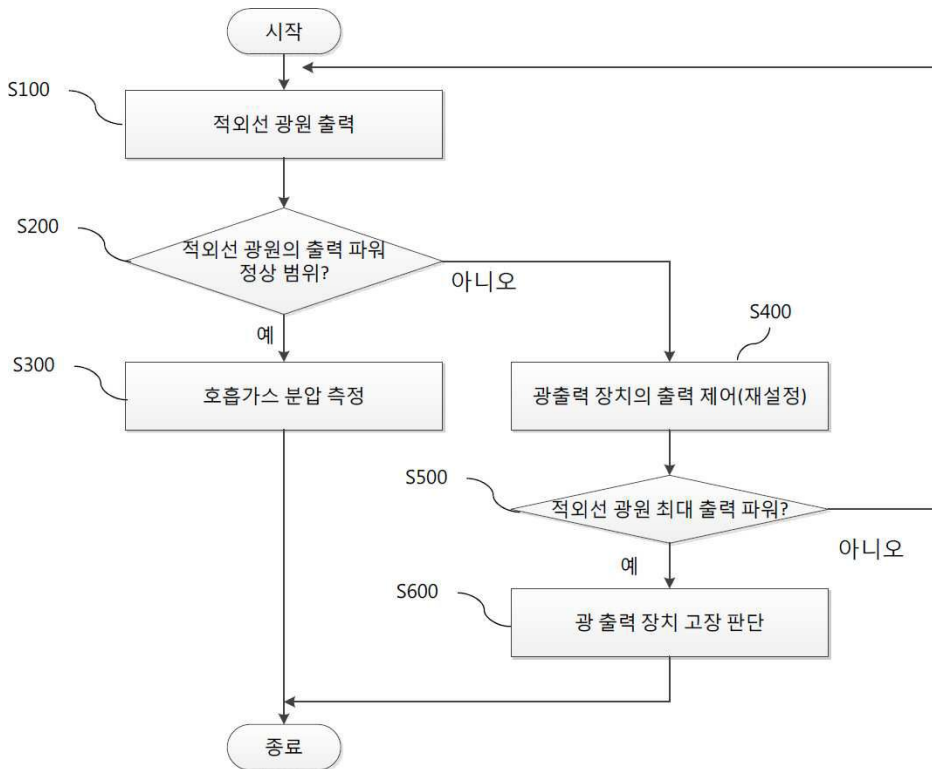 시작
S100
적외선 광원 출력
S200
적외선 광원의 출력 파워
정상 범위?
아니오
예
S300
호흡가스 분압 측정
S400
광출력 장치의 출력 제어(재설정)
S500
적외선 광원 최대 출력 파워?
아니오
예
S600
광 출력 장치 고장 판단
종료